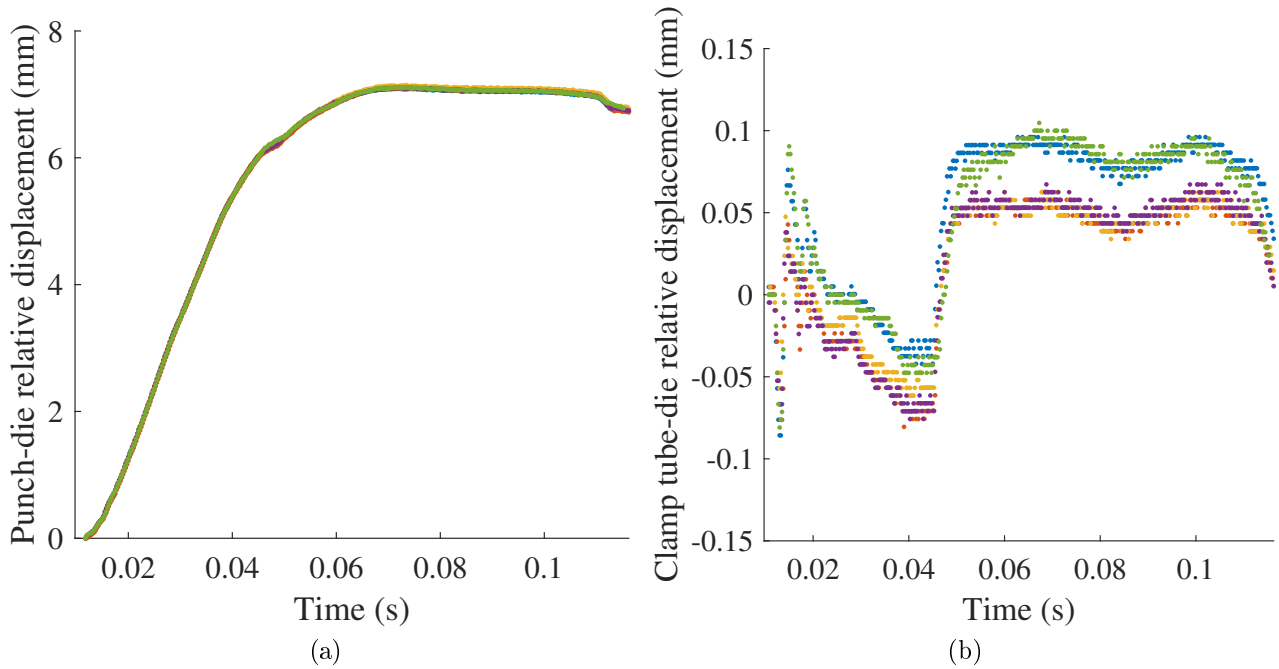 Punch-die relative displacement (mm)
8
6
4
2
0
0.02 0.04 0.06 0.08 0.1
Time (s)
(a)
Clamp tube-die relative displacement (mm)
0.15
0.1
0.05
0
-0.05
-0.1
-0.15
0.02 0.04 0.06 0.08 0.1
Time (s)
(b)